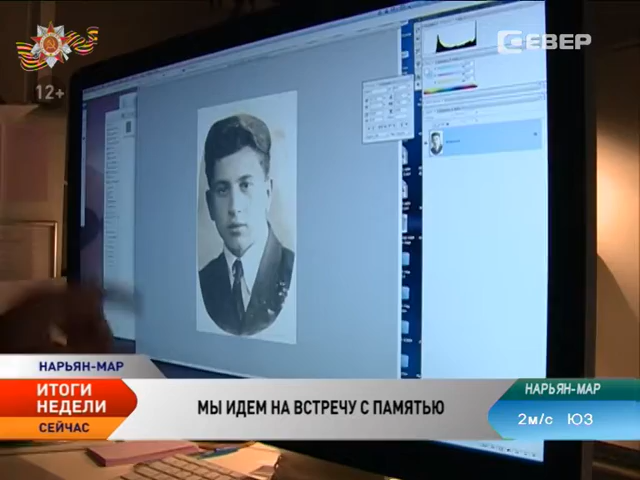 СЕВЕР
12+
НАРЬЯН-МАР
ИТОГИ
НЕДЕЛИ
СЕЙЧАС
МЫ ИДЕМ НА ВСТРЕЧУ С ПАМЯТЬЮ
НАРЬЯН-МАР
2м/с ЮЗ